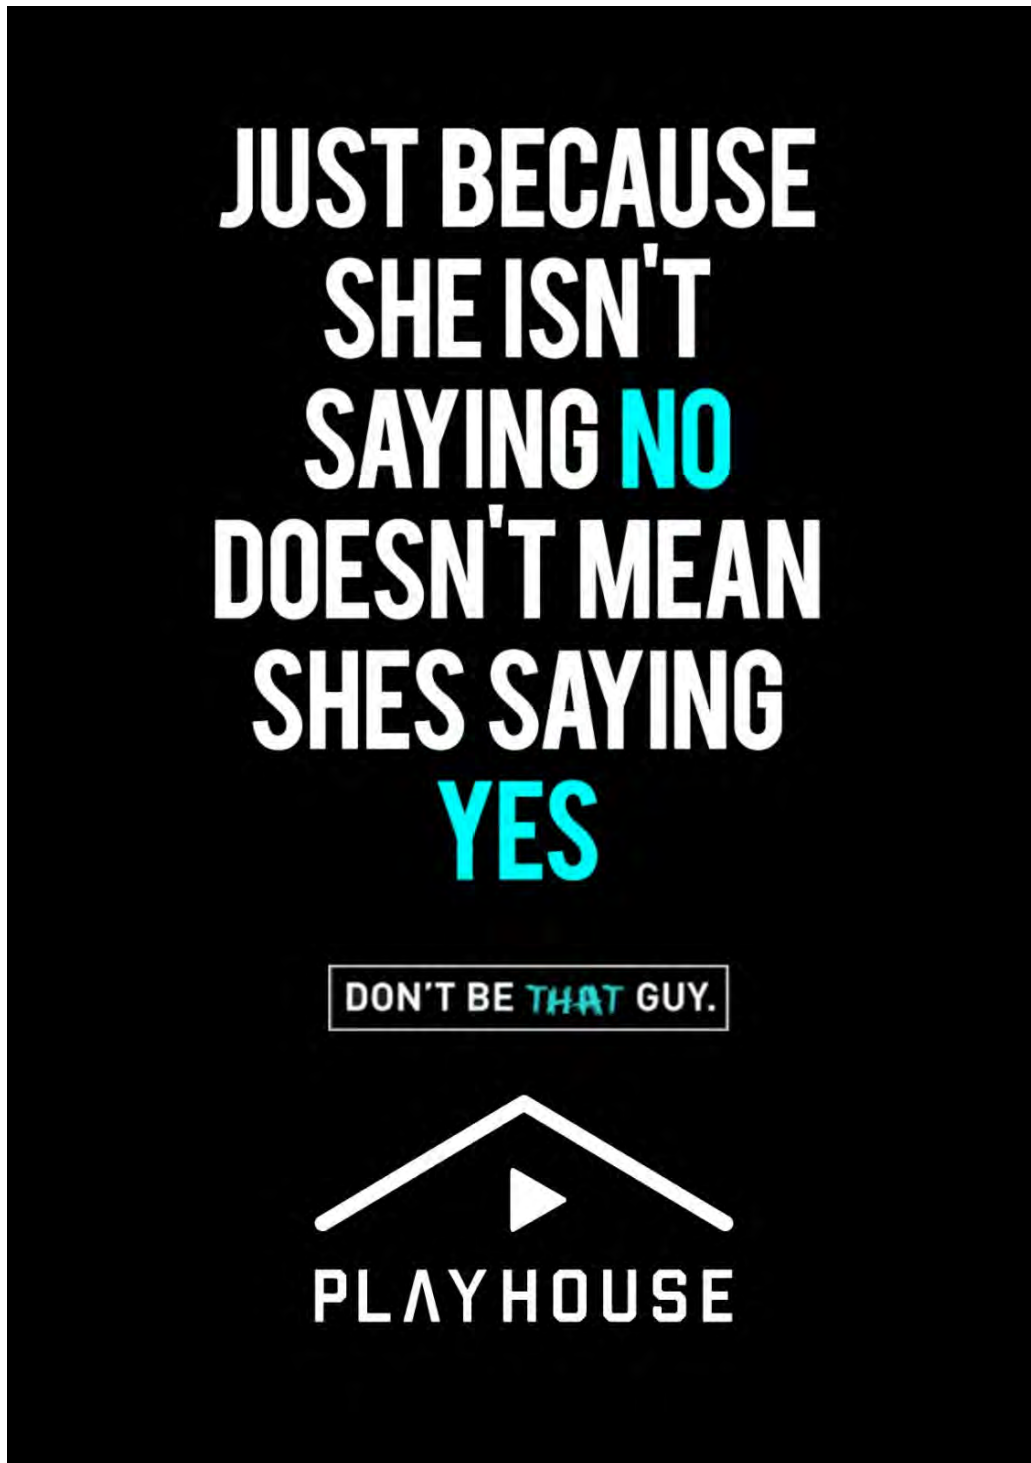 JUST BECAUSE
SHE ISN'T
SAYING NO
DOESN'T MEAN
SHES SAYING
YES
DON'T BE THAT GUY.
PLAYHOUSE